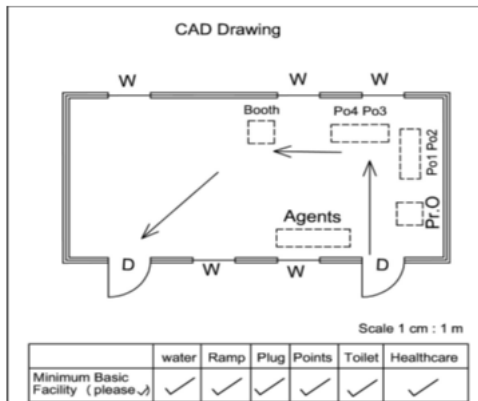 CAD Drawing
W W W
Booth Po4 Po3
Po1 Po2
Pr.O
Agents
D W W D
Scale 1 cm : 1 m
water Ramp Plug Points Toilet Healthcare
Minimum Basic
Facility ( please ✓) ✓ ✓ ✓ ✓ ✓ ✓